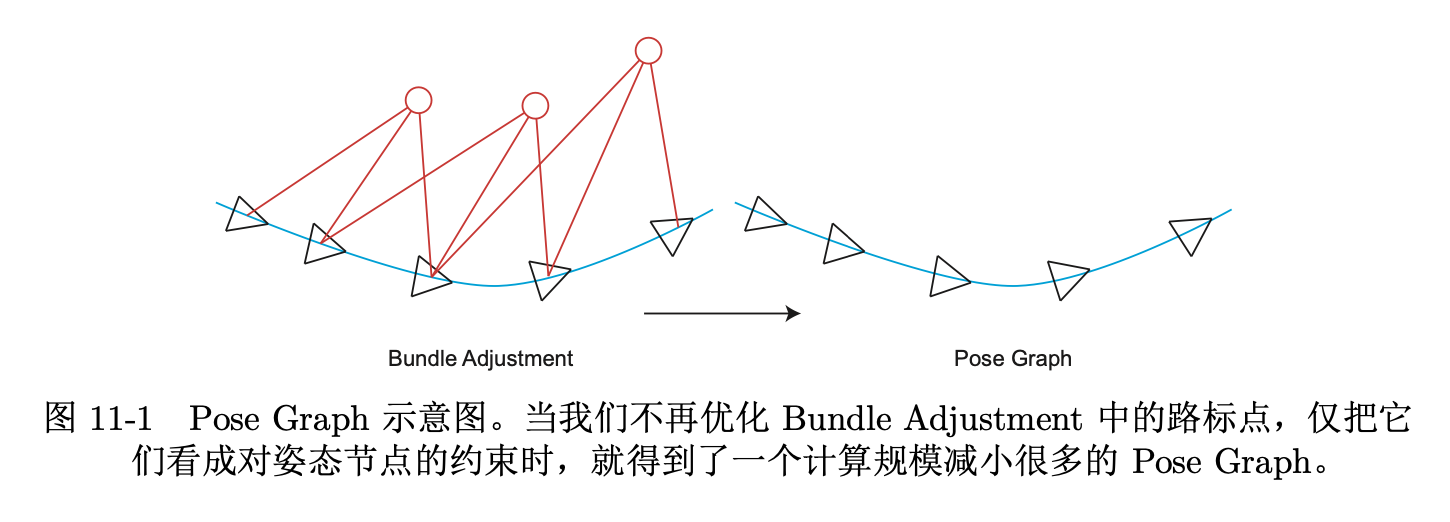 Bundle Adjustment
Pose Graph
图 11-1 Pose Graph 示意图。当我们不再优化 Bundle Adjustment 中的路标点，仅把它
们看成对姿态节点的约束时，就得到了一个计算规模减小很多的 Pose Graph。